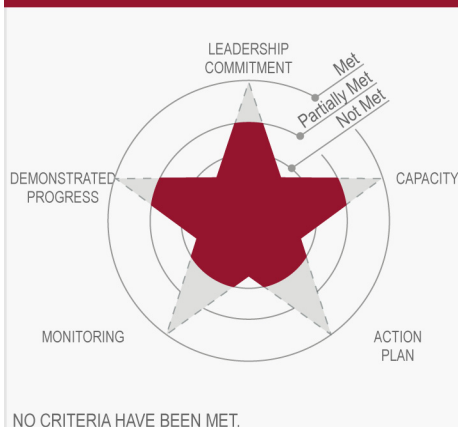 LEADERSHIP
COMMITMENT
Met
Partially Met
Not Met
DEMONSTRATED
PROGRESS
CAPACITY
MONITORING
ACTION
PLAN
NO CRITERIA HAVE BEEN MET.